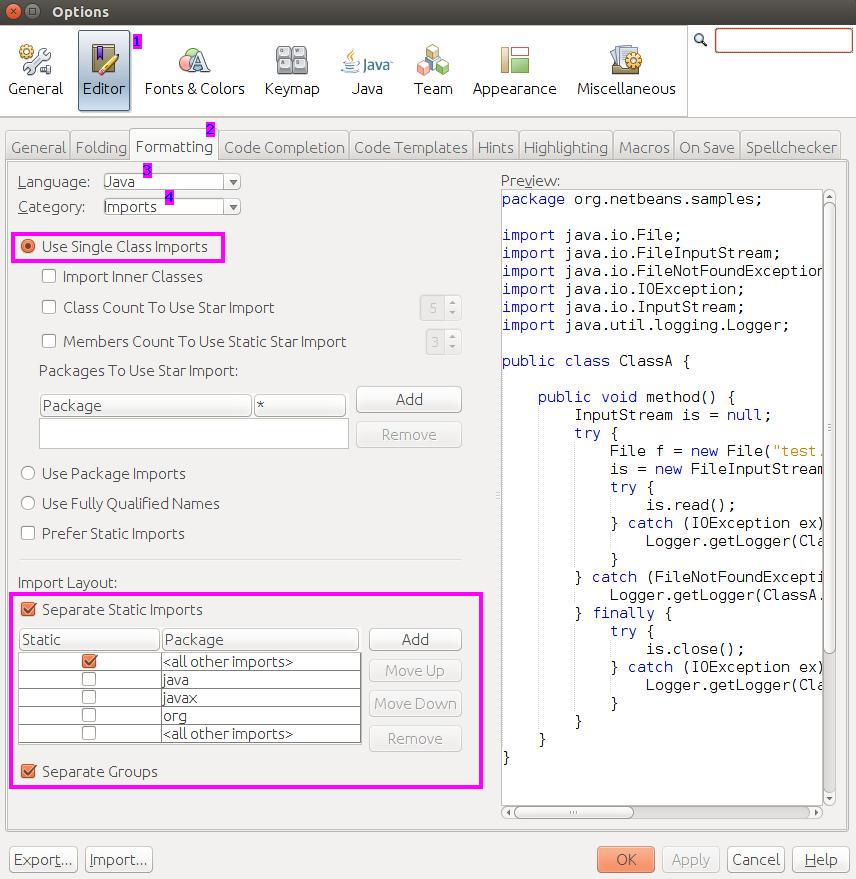 Options
1
General Editor Fonts & Colors Keymap Java Team Appearance Miscellaneous
Java
2
General Folding Formatting Code Completion Code Templates Hints Highlighting Macros On Save Spellchecker
3
Language: Java
4
Category: Imports
Use Single Class Imports
Import Inner Classes
Class Count To Use Star Import 5
Members Count To Use Static Star Import 3
Packages To Use Star Import:
Package * Add
Remove
Use Package Imports
Use Fully Qualified Names
Prefer Static Imports
Import Layout:
Separate Static Imports
Static Package Add
<all other imports> Move Up
java
javax Move Down
org
<all other imports> Remove
Separate Groups
Preview:
package org.netbeans.samples;
import java.io.File;
import java.io.FileInputStream;
import java.io.FileNotFoundException
import java.io.IOException;
import java.io.InputStream;
import java.util.logging.Logger;
public class ClassA {
public void method() {
InputStream is = null;
try {
File f = new File("test.
is = new FileInputStream
try {
is.read();
} catch (IOException ex)
Logger.getLogger(Cla
}
} catch (FileNotFoundExcepti
Logger.getLogger(ClassA.
} finally {
try {
is.close();
} catch (IOException ex)
Logger.getLogger(Cla
}
}
}
}
Export... Import... OK Apply Cancel Help